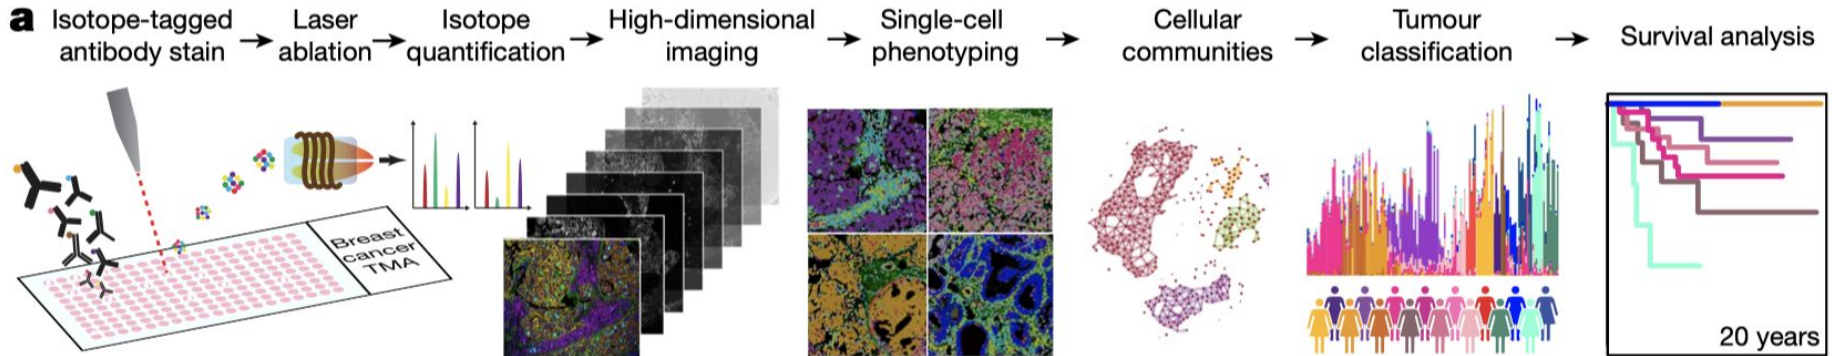 a
Isotope-tagged
antibody stain
Laser
ablation
Isotope
quantification
High-dimensional
imaging
Single-cell
phenotyping
Cellular
communities
Tumour
classification
Survival analysis
Breast
cancer
TMA
20 years